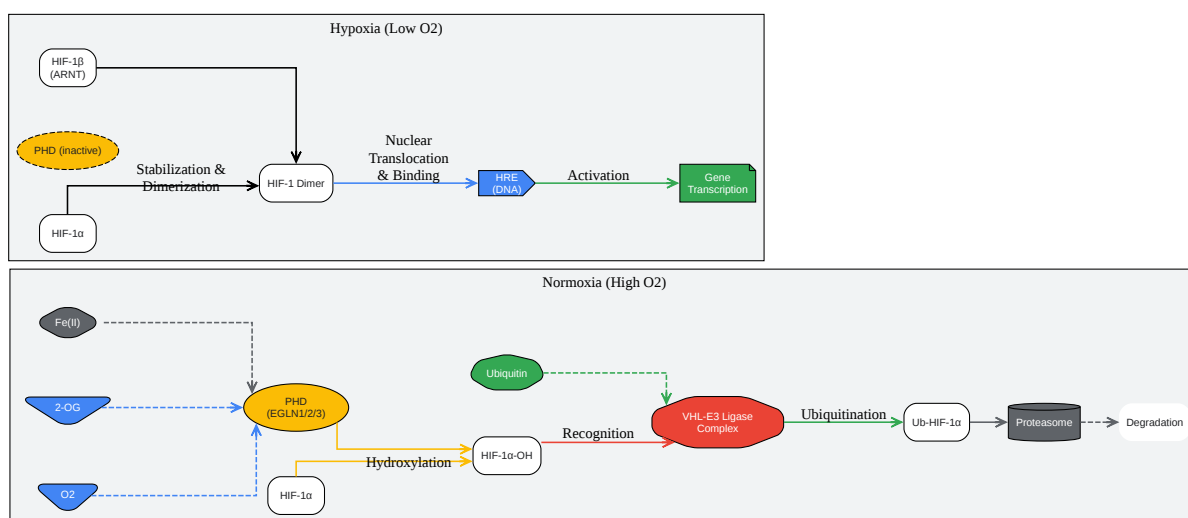 Hypoxia (Low O2)
HIF-1β
(ARNT)
PHD (inactive)
Stabilization &
Dimerization
HIF-1 Dimer
Nuclear
Translocation
& Binding
HRE
(DNA)
Activation
Gene
Transcription
HIF-1α
Normoxia (High O2)
Fe(II)
2-OG
O2
PHD
(EGLN1/2/3)
HIF-1α
Hydroxylation
HIF-1α-OH
Ubiquitin
Recognition
VHL-E3 Ligase
Complex
Ubiquitination
Ub-HIF-1α
Proteasome
Degradation